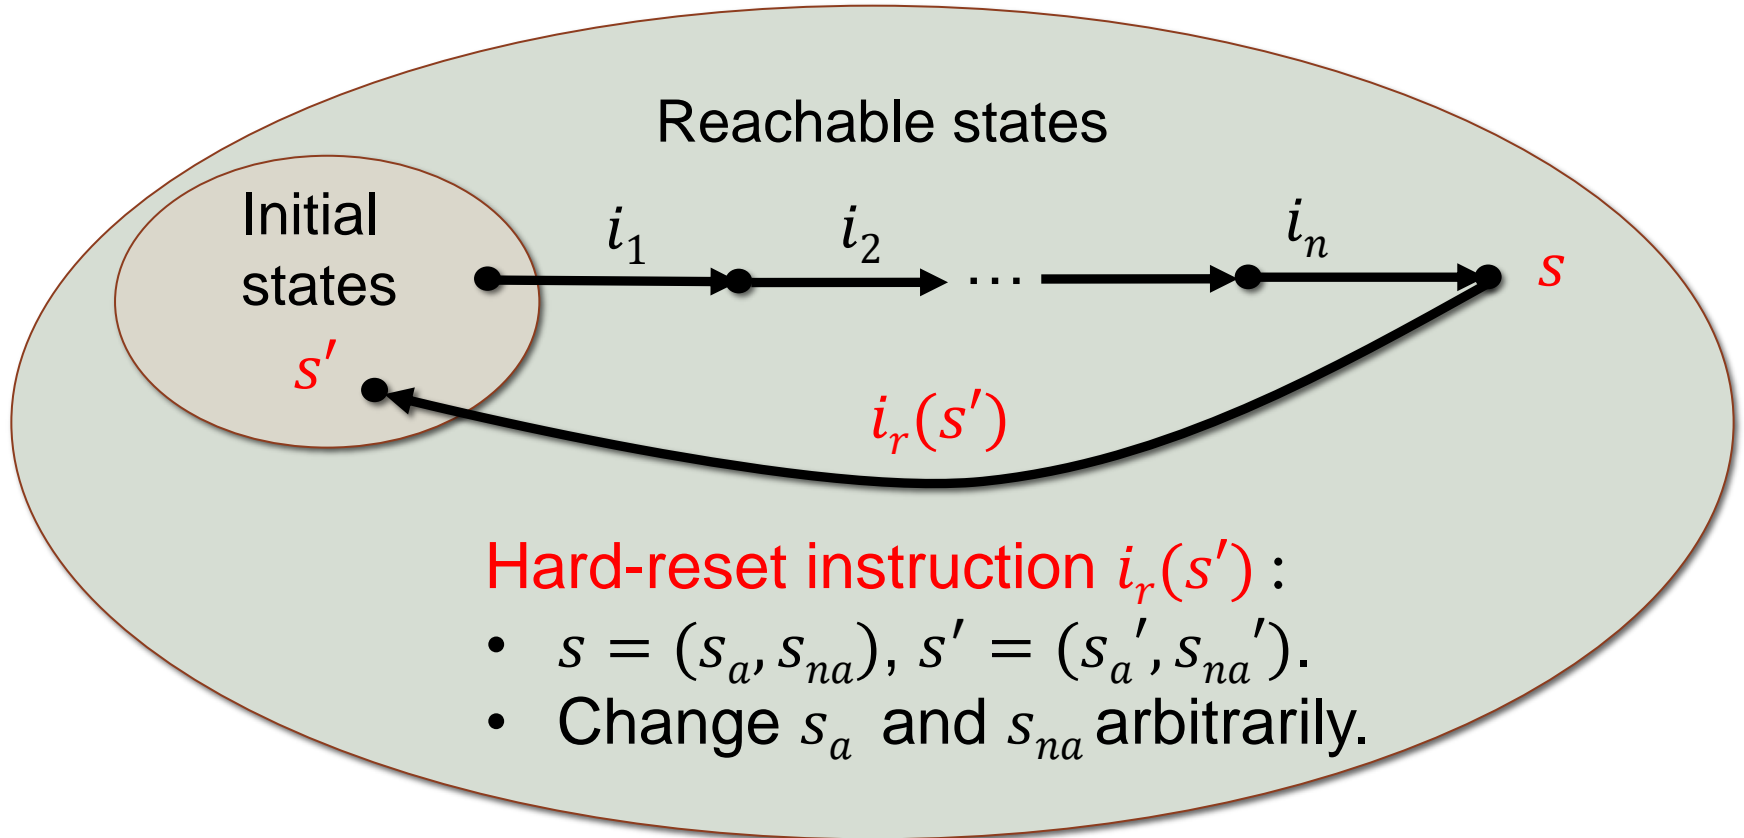 Reachable states
Initial
states
i₁ i₂ ⋯ iₙ
s
s′
iᵣ(s′)
Hard-reset instruction iᵣ(s′) :
• s = (sₐ, sₙₐ), s′ = (sₐ′, sₙₐ′).
• Change sₐ and sₙₐ arbitrarily.